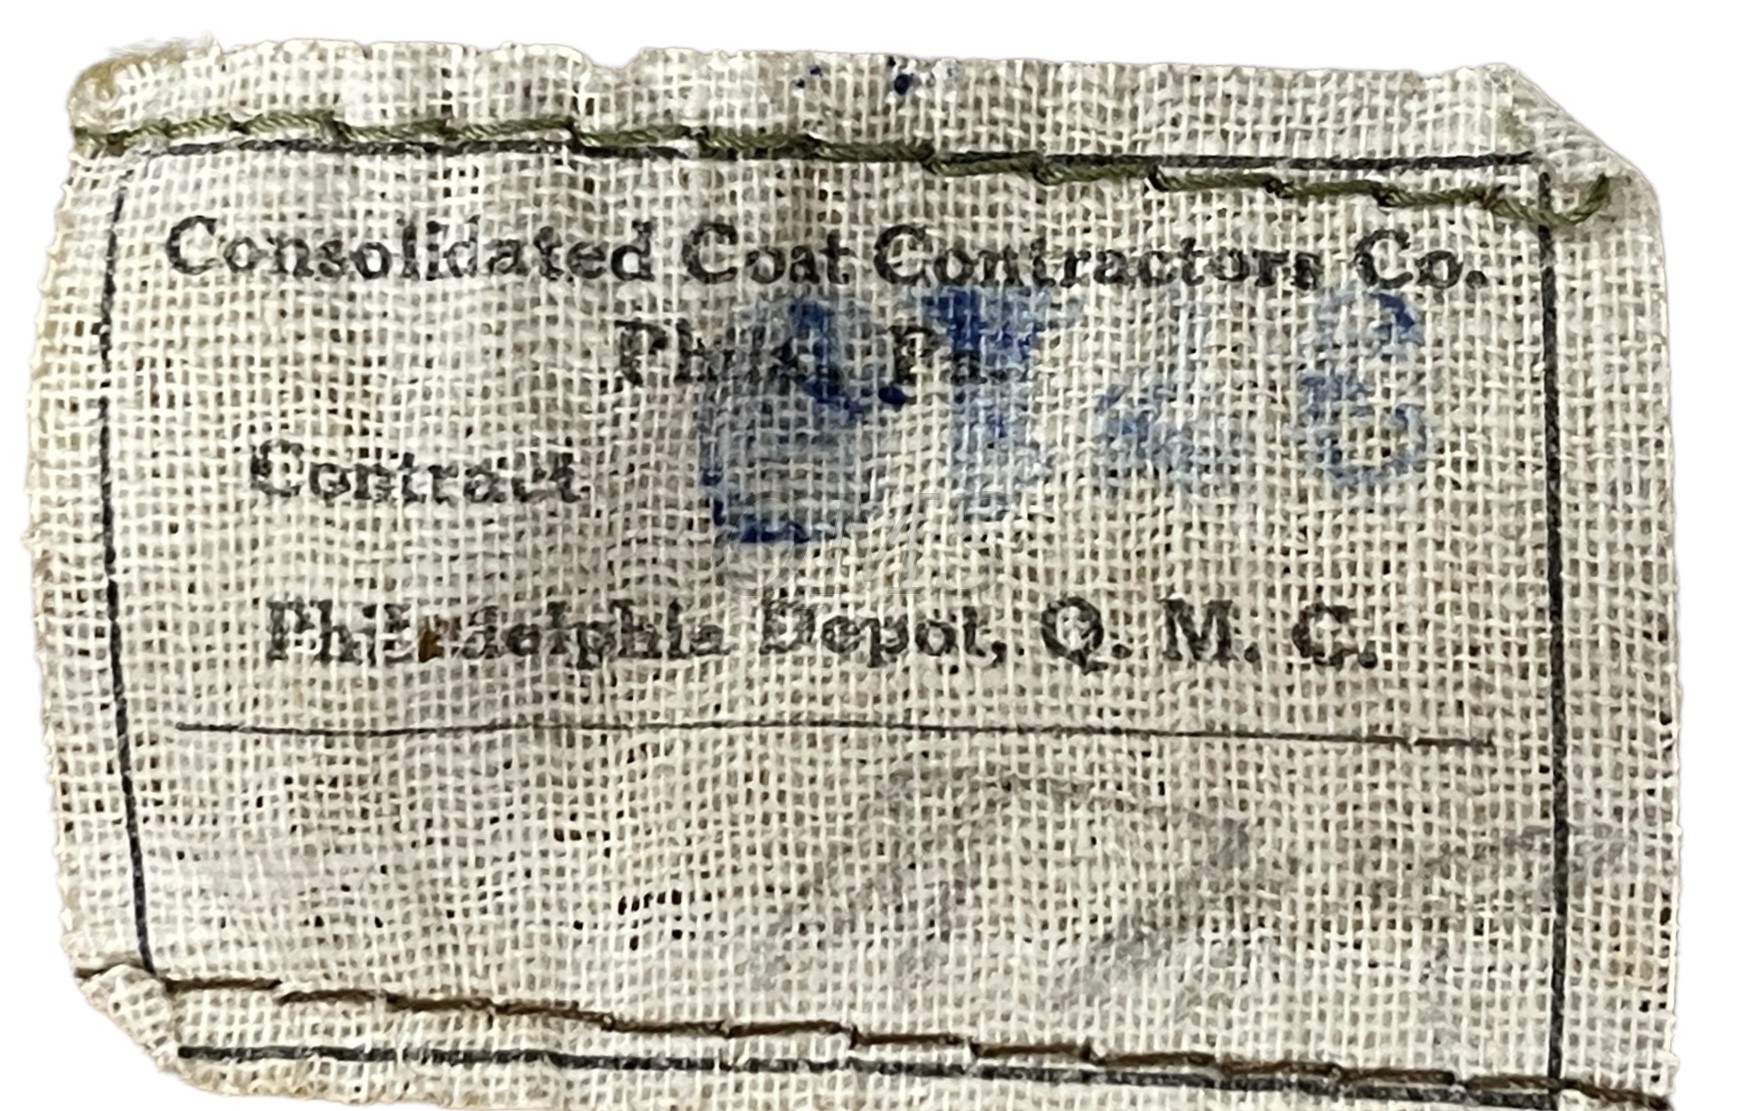 Consolidated Coat Contractors Co.
Phila. Pa.
Contract
Philadelphia Depot, Q. M. C.